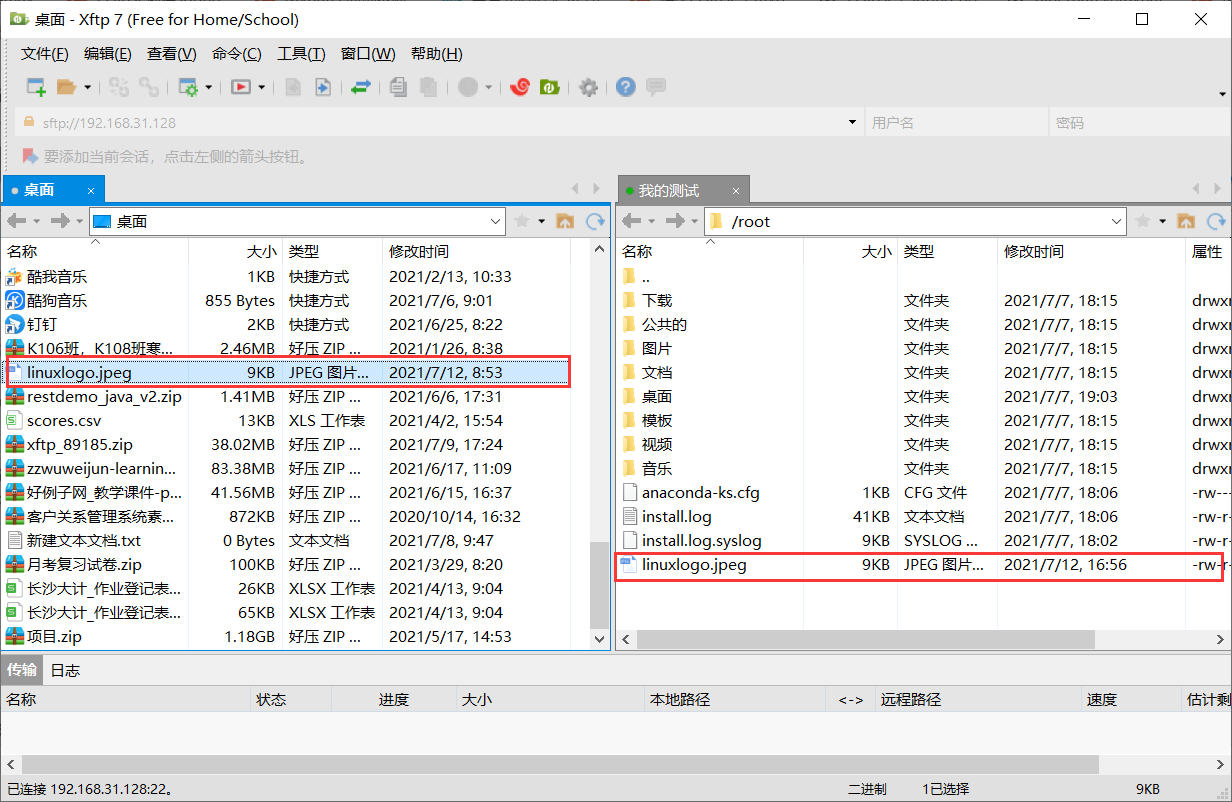 桌面 - Xftp 7 (Free for Home/School)
文件(F) 编辑(E) 查看(V) 命令(C) 工具(T) 窗口(W) 帮助(H)
sftp://192.168.31.128 用户名 密码
要添加当前会话，点击左侧的箭头按钮。
桌面 ×
桌面
名称 大小 类型 修改时间
酷我音乐 1KB 快捷方式 2021/2/13, 10:33
酷狗音乐 855 Bytes 快捷方式 2021/7/6, 9:01
钉钉 2KB 快捷方式 2021/6/25, 8:22
K106班，K108班寒... 2.46MB 好压 ZIP ... 2021/1/26, 8:38
linuxlogo.jpeg 9KB JPEG 图片... 2021/7/12, 8:53
restdemo_java_v2.zip 1.41MB 好压 ZIP ... 2021/6/6, 17:31
scores.csv 13KB XLS 工作表 2021/4/2, 15:54
xftp_89185.zip 38.02MB 好压 ZIP ... 2021/7/9, 17:24
zzwuweijun-learnin... 83.38MB 好压 ZIP ... 2021/6/17, 11:09
好例子网_教学课件-p... 41.56MB 好压 ZIP ... 2021/6/15, 16:37
客户关系管理系统素... 872KB 好压 ZIP ... 2020/10/14, 16:32
新建文本文档.txt 0 Bytes 文本文档 2021/7/8, 9:47
月考复习试卷.zip 100KB 好压 ZIP ... 2021/3/29, 8:20
长沙大计_作业登记表... 26KB XLSX 工作表 2021/4/13, 9:04
长沙大计_作业登记表... 65KB XLSX 工作表 2021/4/13, 9:04
项目.zip 1.18GB 好压 ZIP ... 2021/5/17, 14:53
我的测试 ×
/root
名称 大小 类型 修改时间 属性
..
下载 文件夹 2021/7/7, 18:15 drwxr
公共的 文件夹 2021/7/7, 18:15 drwxr
图片 文件夹 2021/7/7, 18:15 drwxr
文档 文件夹 2021/7/7, 18:15 drwxr
桌面 文件夹 2021/7/7, 19:03 drwxr
模板 文件夹 2021/7/7, 18:15 drwxr
视频 文件夹 2021/7/7, 18:15 drwxr
音乐 文件夹 2021/7/7, 18:15 drwxr
anaconda-ks.cfg 1KB CFG 文件 2021/7/7, 18:06 -rw---
install.log 41KB 文本文档 2021/7/7, 18:06 -rw-r-
install.log.syslog 9KB SYSLOG ... 2021/7/7, 18:02 -rw-r-
linuxlogo.jpeg 9KB JPEG 图片... 2021/7/12, 16:56 -rw-r-
传输 日志
名称 状态 进度 大小 本地路径 <-> 远程路径 速度 估计剩
已连接 192.168.31.128:22。 二进制 1已选择 9KB